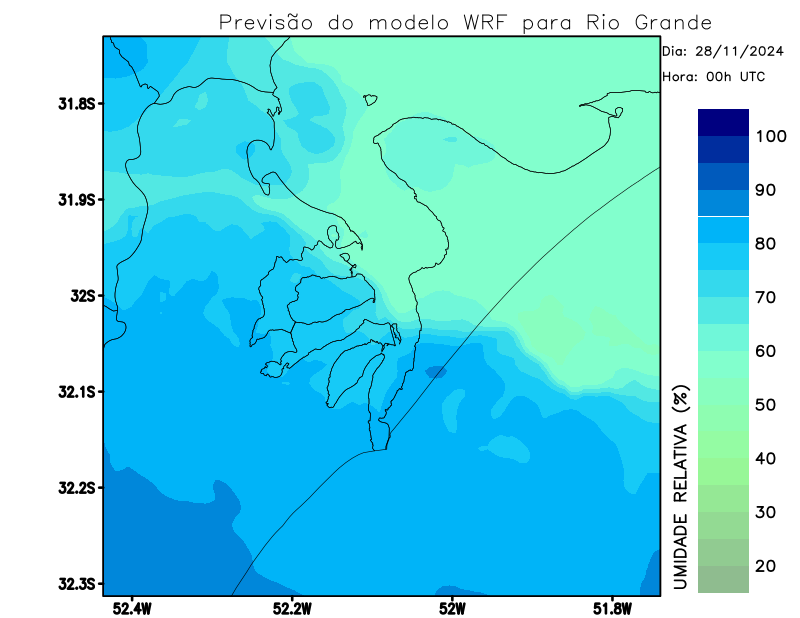 Previsão do modelo WRF para Rio Grande
Dia: 28/11/2024
Hora: 00h UTC
31.8S
31.9S
32S
32.1S
32.2S
32.3S
52.4W
52.2W
52W
51.8W
100
90
80
70
60
50
40
30
20
UMIDADE RELATIVA (%)